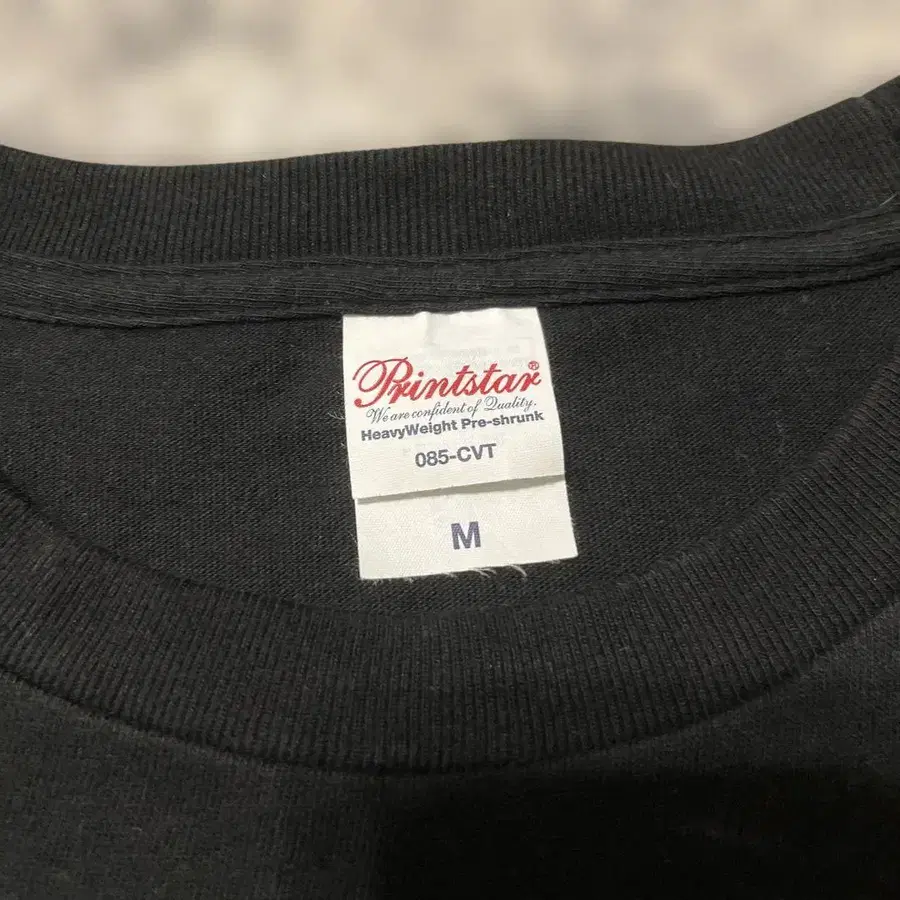 Printstar®
We are confident of Quality.
HeavyWeight Pre-shrunk
085-CVT
M